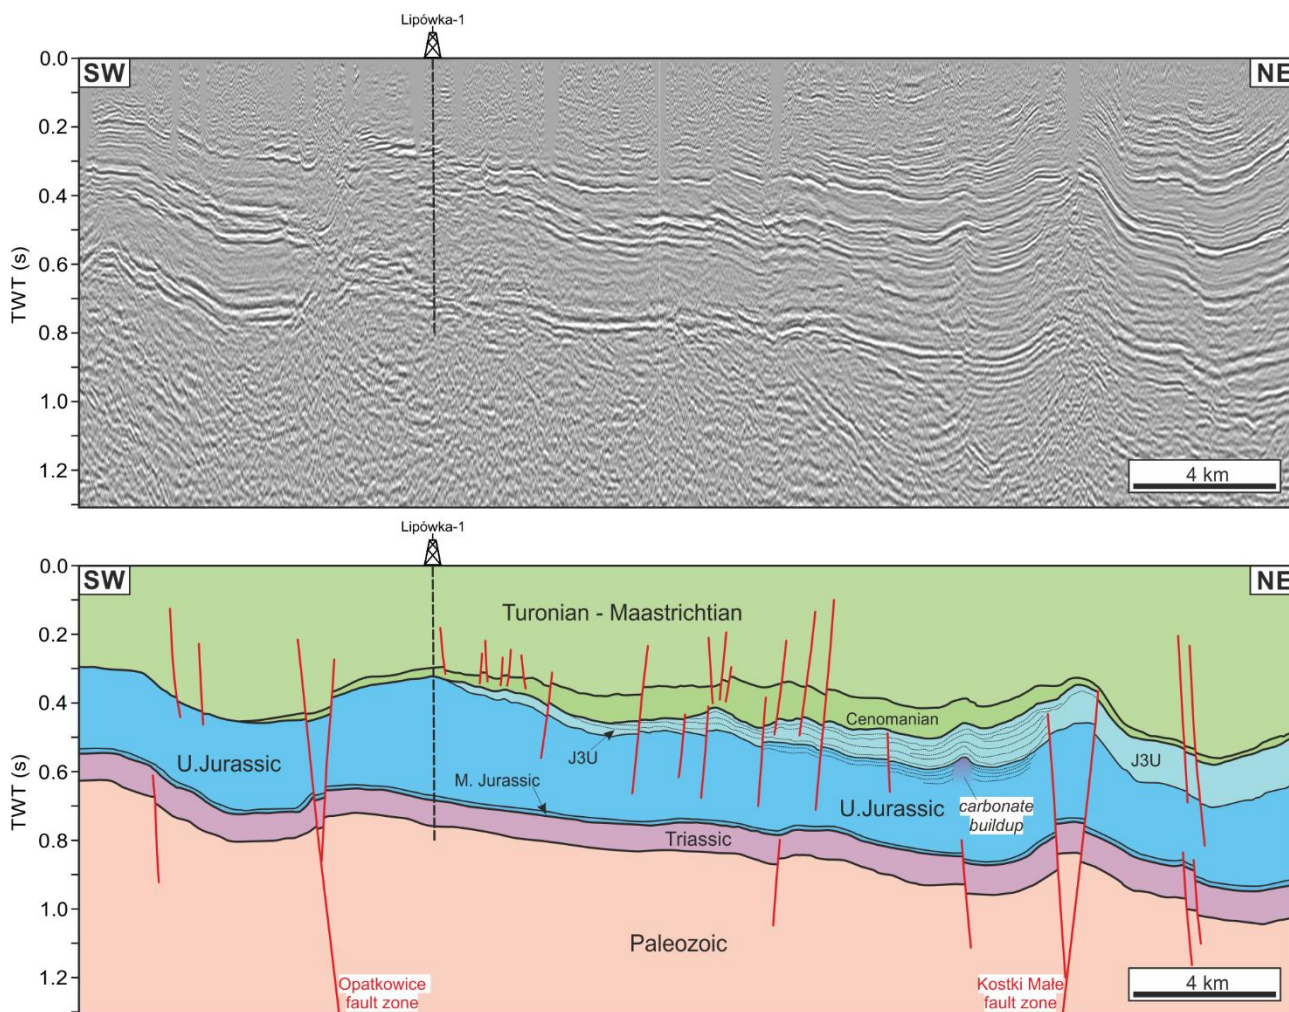 Lipówka-1
SW
NE
TWT (s)
0.0
0.2
0.4
0.6
0.8
1.0
1.2
4 km
Lipówka-1
SW
NE
TWT (s)
0.0
0.2
0.4
0.6
0.8
1.0
1.2
Turonian - Maastrichtian
Cenomanian
J3U
J3U
U.Jurassic
M. Jurassic
U.Jurassic
carbonate
buildup
Triassic
Paleozoic
Opatkowice
fault zone
Kostki Małe
fault zone
4 km